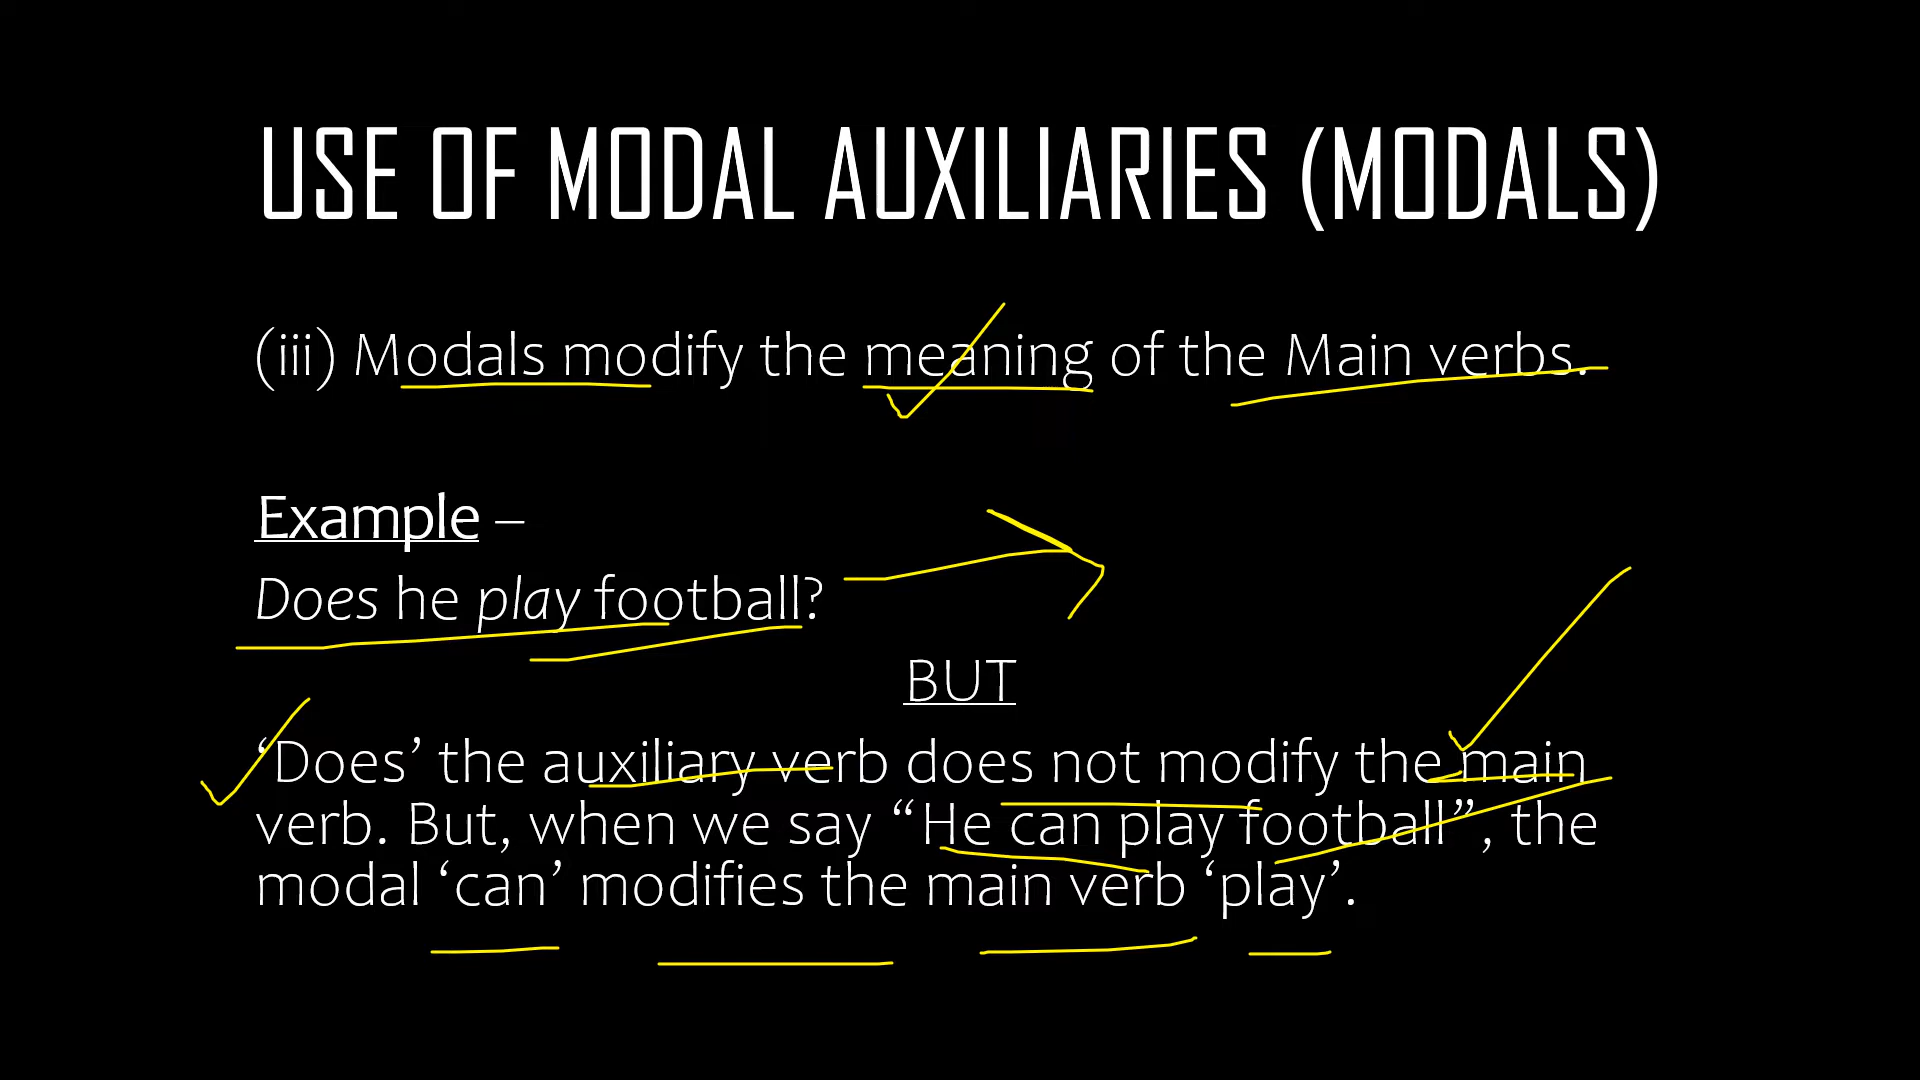 USE OF MODAL AUXILIARIES (MODALS)
(iii) Modals modify the meaning of the Main verbs.
Example –
Does he play football?
BUT
‘Does’ the auxiliary verb does not modify the main
verb. But, when we say “He can play football”, the
modal ‘can’ modifies the main verb ‘play’.